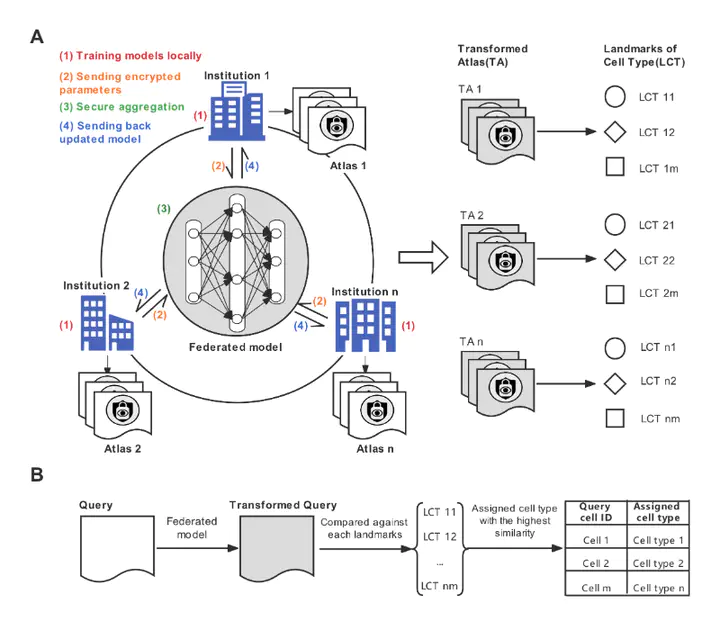 A
(1) Training models locally
(2) Sending encrypted
parameters
(3) Secure aggregation
(4) Sending back
updated model
Institution 1
(1)
Atlas 1
(2)
(4)
(3)
Federated model
Institution 2
(1)
(4)
(2)
Atlas 2
Institution n
(2)
(4)
(1)
Atlas n
Transformed
Atlas(TA)
Landmarks of
Cell Type(LCT)
TA 1
LCT 11
LCT 12
LCT 1m
TA 2
LCT 21
LCT 22
LCT 2m
TA n
LCT n1
LCT n2
LCT nm
B
Query
Federated
model
Transformed Query
Compared against
each landmarks
LCT 11
LCT 12
...
LCT nm
Assigned cell type
with the highest
similarity
Query
cell ID
Assigned
cell type
Cell 1
Cell type 1
Cell 2
Cell type 2
Cell m
Cell type n